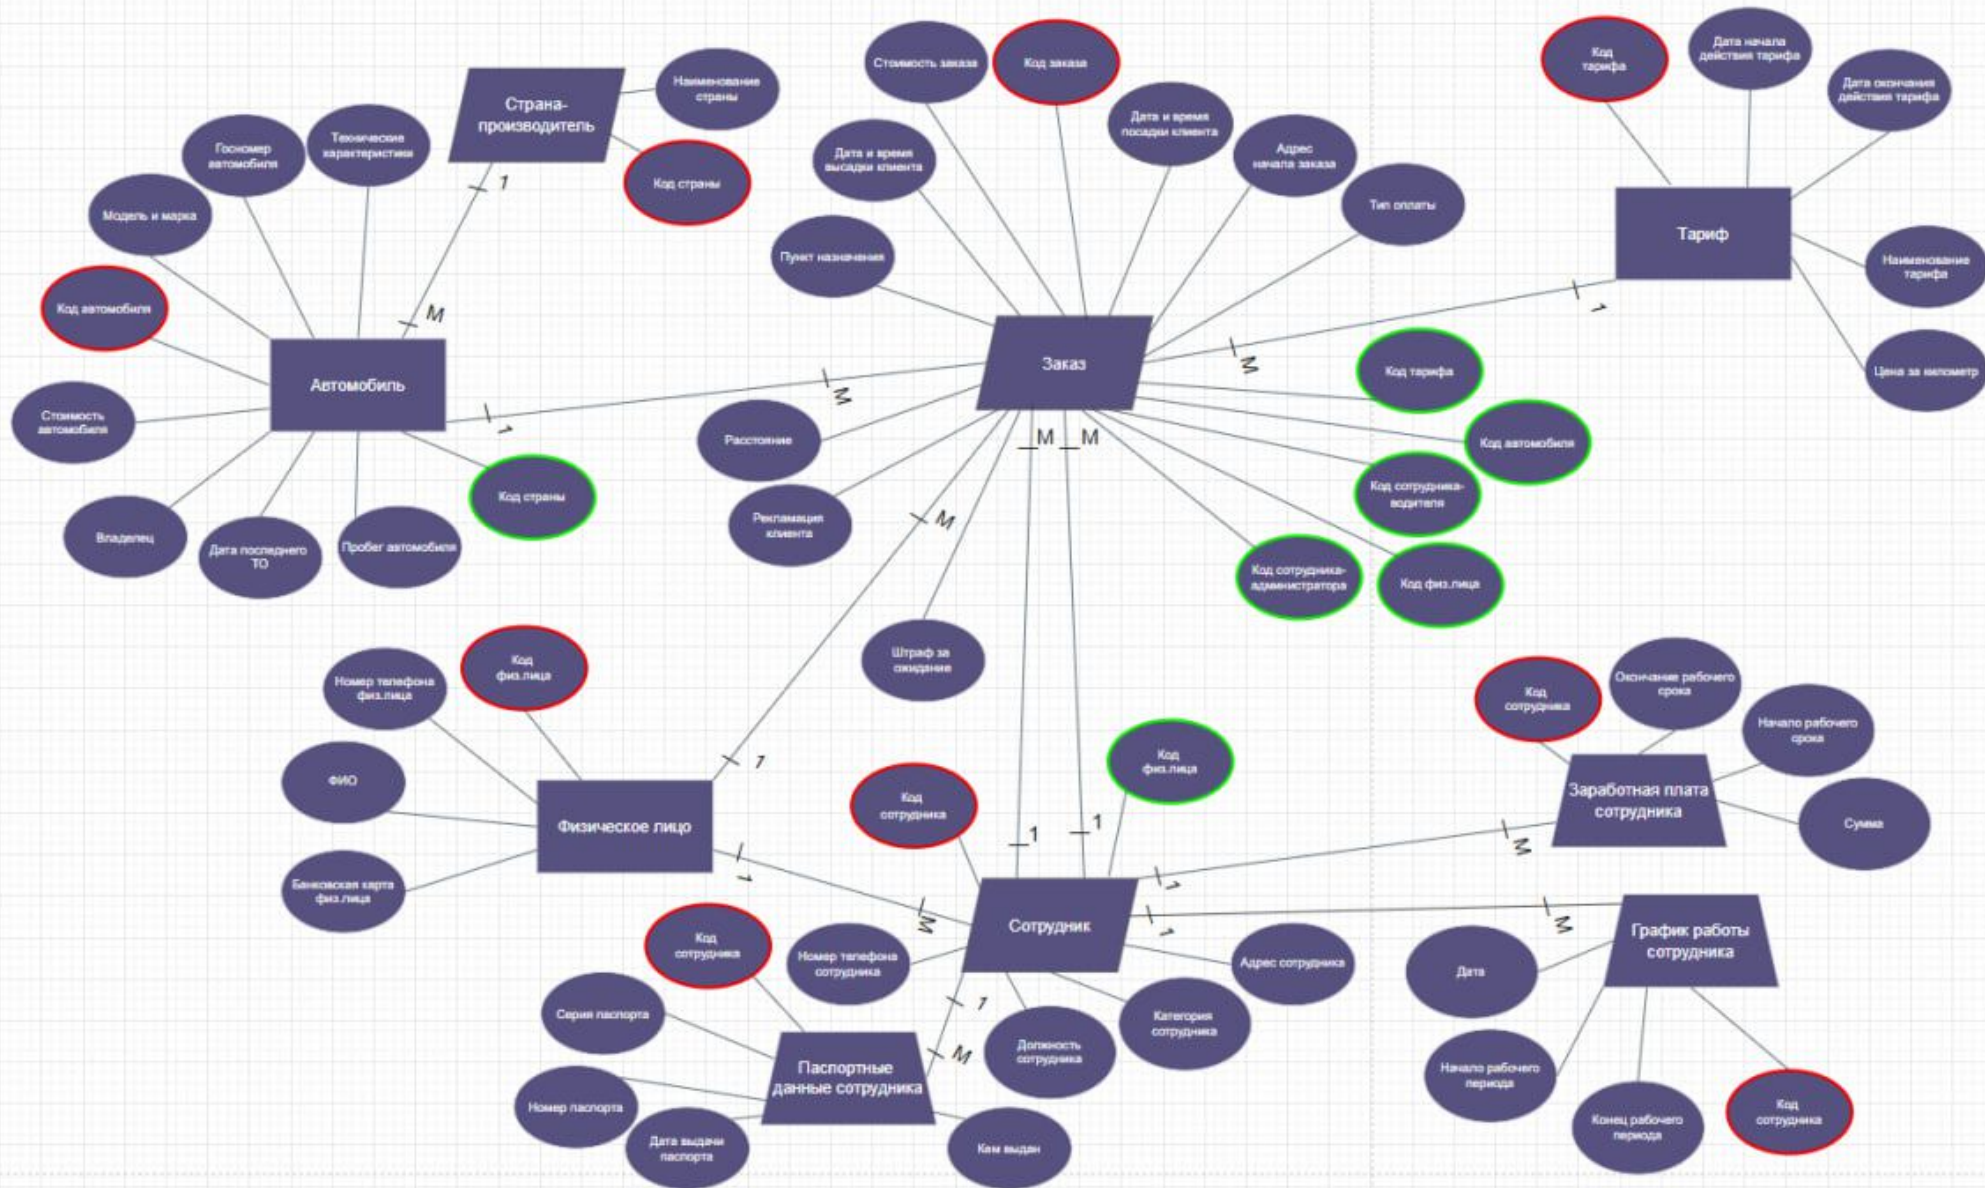 Страна-
производитель
Наименование
страны
Код страны
1
М
Госномер
автомобиля
Технические
характеристики
Модель и марка
Код автомобиля
Автомобиль
Стоимость
автомобиля
Владелец
Дата последнего
ТО
Пробег автомобиля
Код страны
1
М
Стоимость заказа
Код заказа
Дата и время
посадки клиента
Дата и время
высадки клиента
Адрес
начала заказа
Тип оплаты
Пункт назначения
Заказ
Расстояние
Рекламация
клиента
Штраф за
ожидание
М
1
М
М
М
1
Код тарифа
Код автомобиля
Код сотрудника-
водителя
Код сотрудника-
администратора
Код физ.лица
Код
тарифа
Дата начала
действия тарифа
Дата окончания
действия тарифа
Тариф
Наименование
тарифа
Цена за километр
Номер телефона
физ.лица
Код
физ.лица
ФИО
Физическое лицо
Банковская карта
физ.лица
1
М
Код
сотрудника
Код
физ.лица
1
1
Сотрудник
Номер телефона
сотрудника
Адрес сотрудника
Должность
сотрудника
Категория
сотрудника
1
М
1
М
1
М
Код
сотрудника
Серия паспорта
Паспортные
данные сотрудника
Номер паспорта
Дата выдачи
паспорта
Кем выдан
Код
сотрудника
Окончание рабочего
срока
Начало рабочего
срока
Заработная плата
сотрудника
Сумма
График работы
сотрудника
Дата
Начало рабочего
периода
Конец рабочего
периода
Код
сотрудника